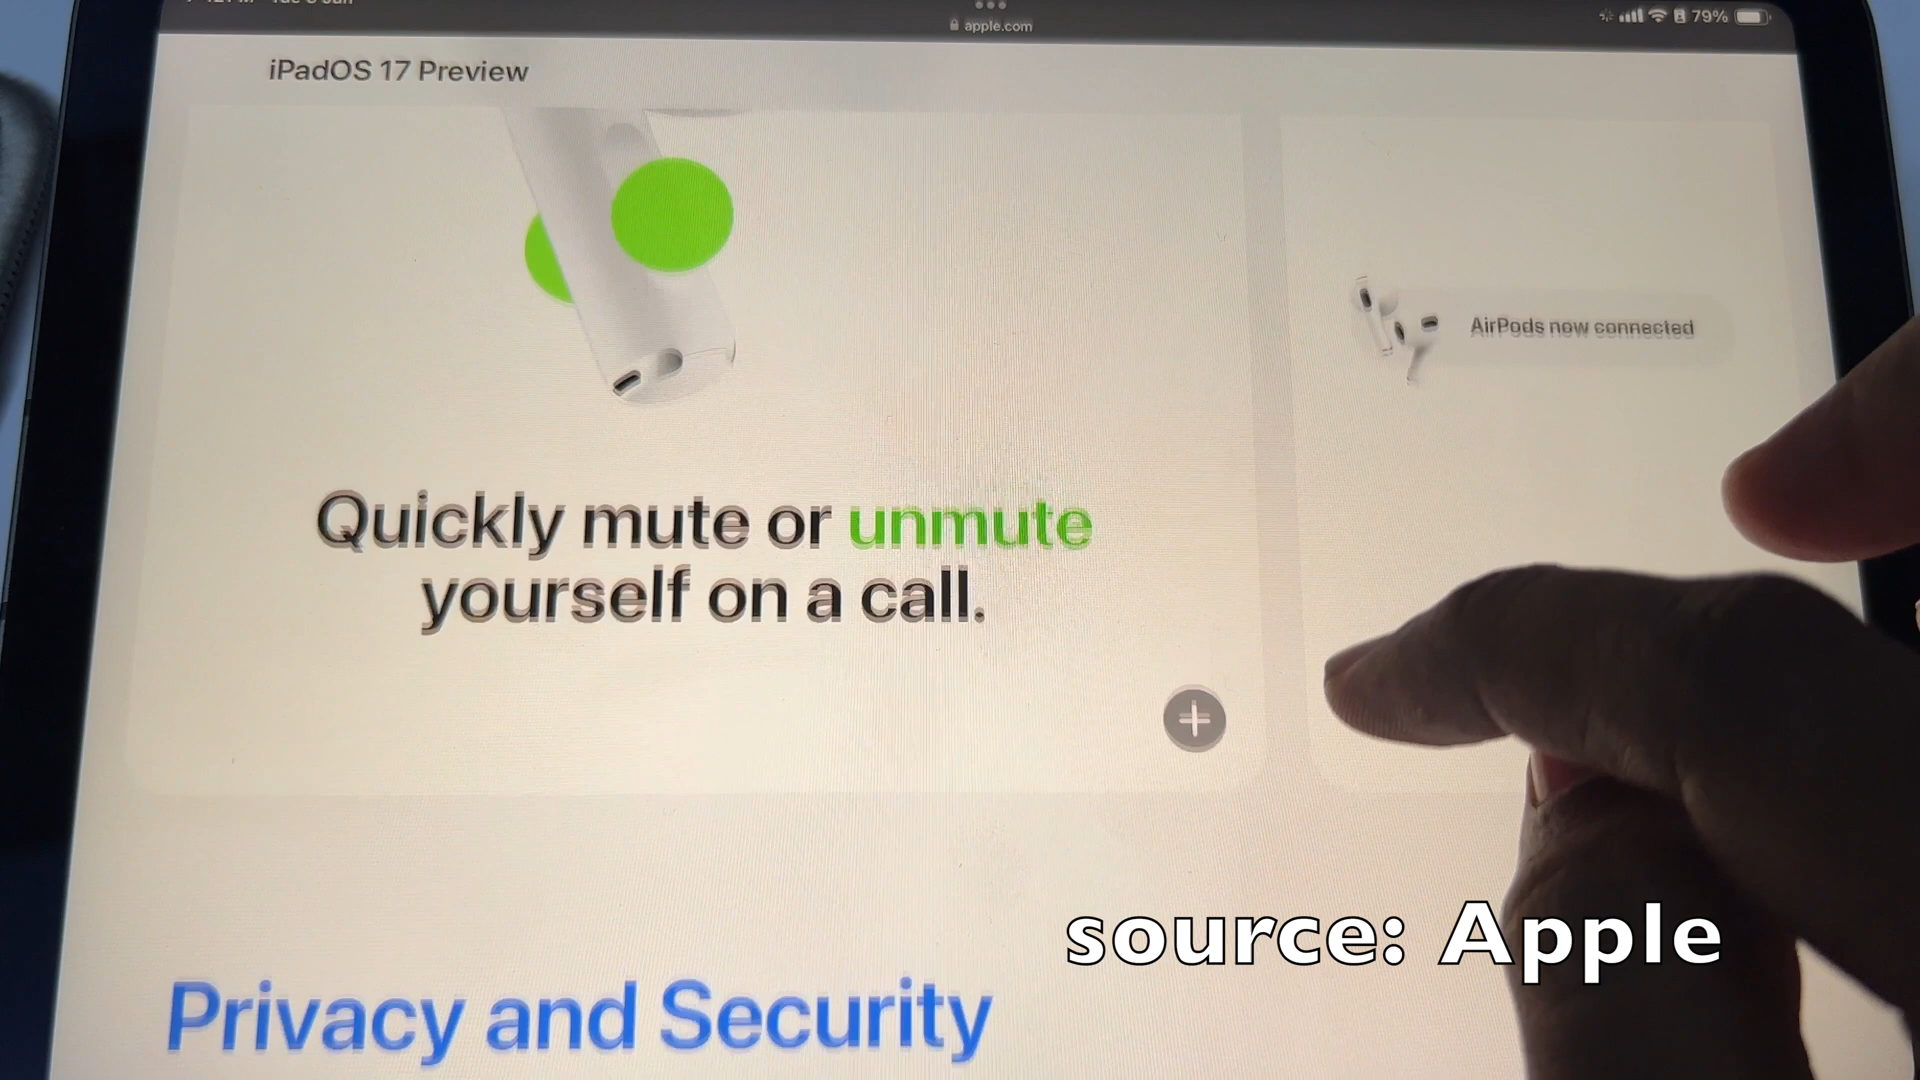 apple.com
79%
iPadOS 17 Preview
AirPods now connected
Quickly mute or unmute
yourself on a call.
source: Apple
Privacy and Security